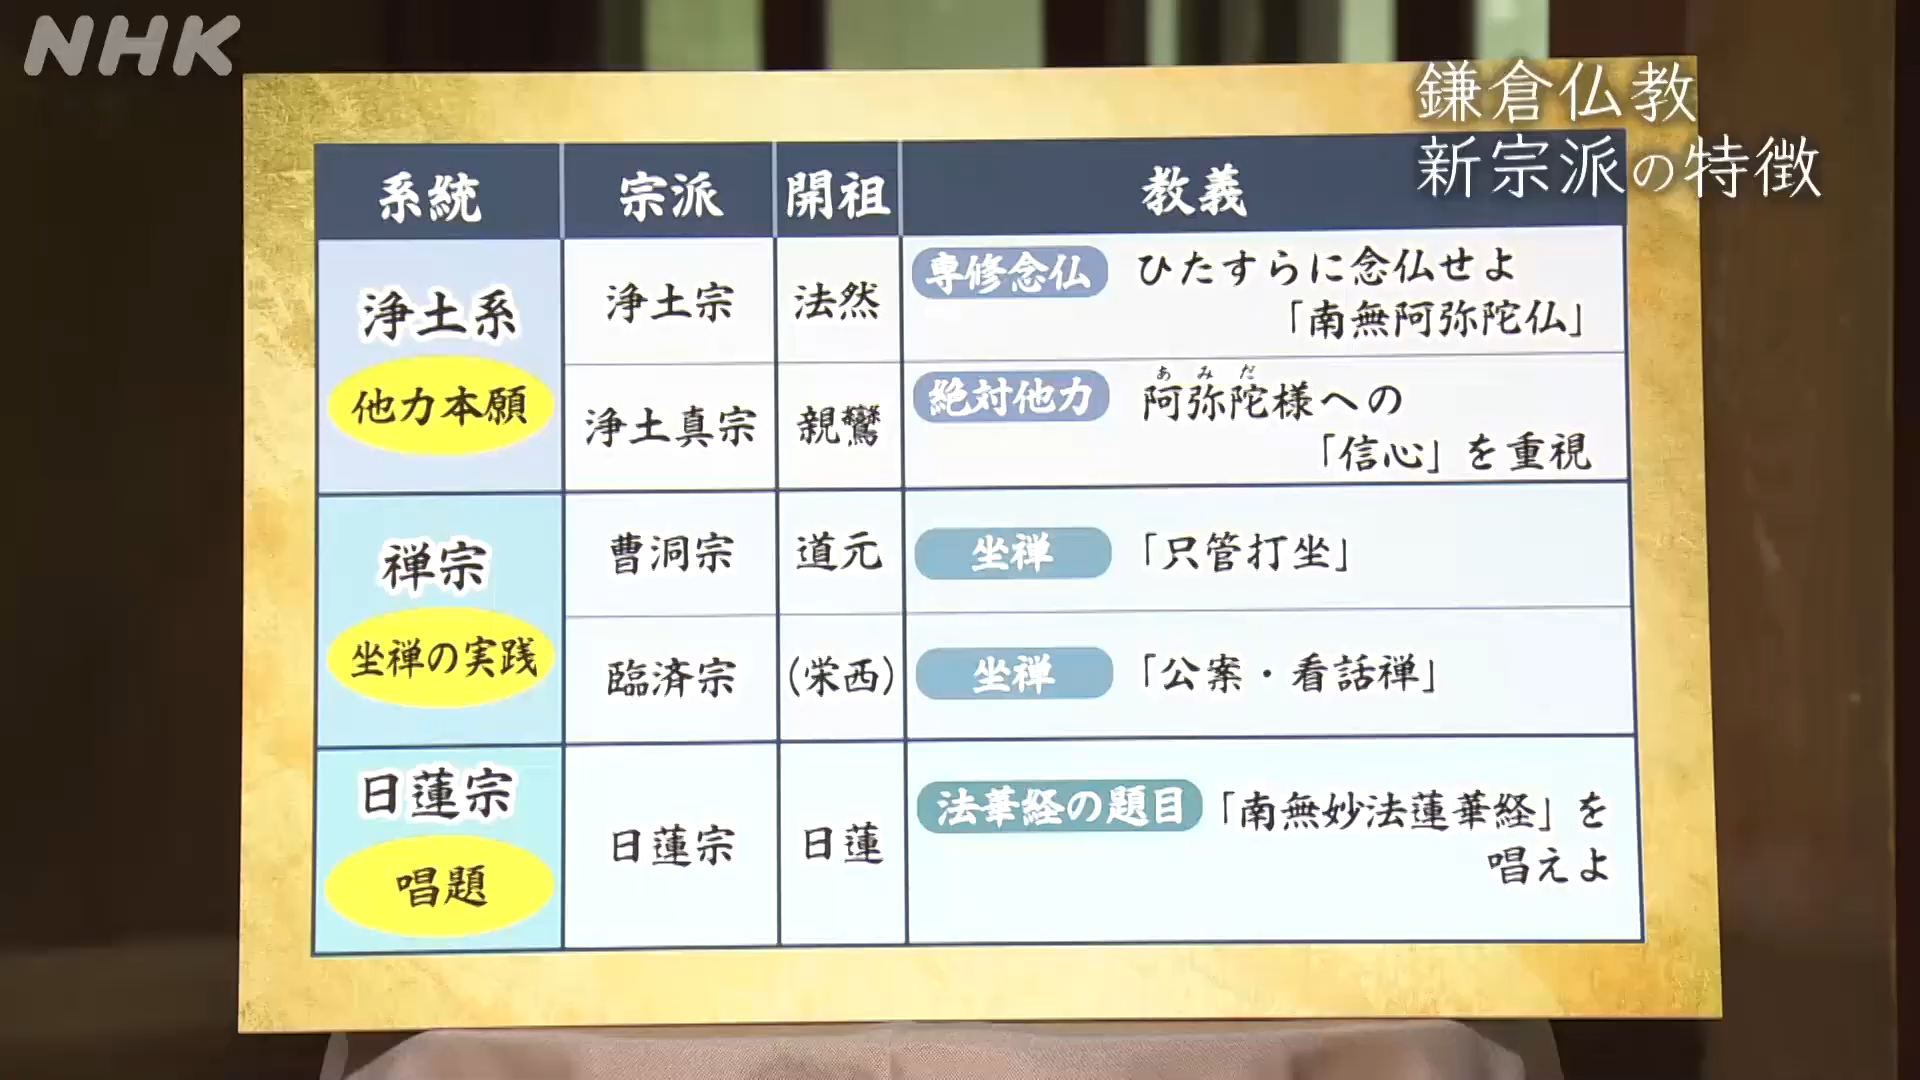 NHK
鎌倉仏教
新宗派の特徴
系統 宗派 開祖 教義
浄土系
他力本願
浄土宗 法然 専修念仏 ひたすらに念仏せよ
「南無阿弥陀仏」
浄土真宗 親鸞 絶対他力 阿弥陀様への
あみだ
「信心」を重視
禅宗
坐禅の実践
曹洞宗 道元 坐禅 「只管打坐」
臨済宗 (栄西) 坐禅 「公案・看話禅」
日蓮宗
唱題
日蓮宗 日蓮 法華経の題目 「南無妙法蓮華経」を
唱えよ